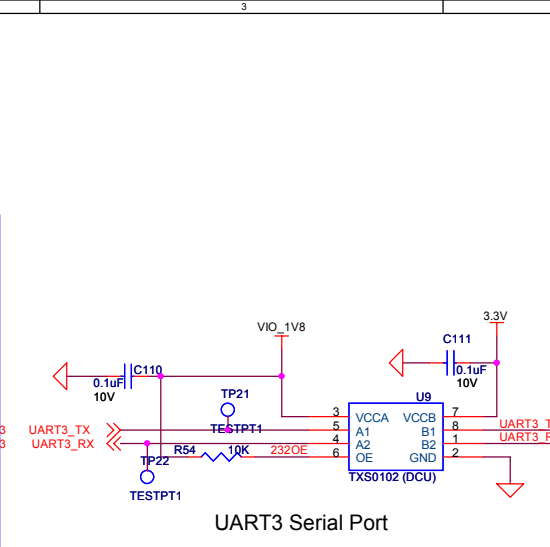 3
VIO_1V8
3.3V
C110
0.1uF
10V
C111
0.1uF
10V
TP21
TESTPT1
U9
3 VCCA VCCB 7
3 UART3_TX 5 A1 B1 8 UART3_T
3 UART3_RX 4 A2 B2 1 UART3_
R54 10K 232OE 6 OE GND 2
TP22
TESTPT1
TXS0102 (DCU)
UART3 Serial Port